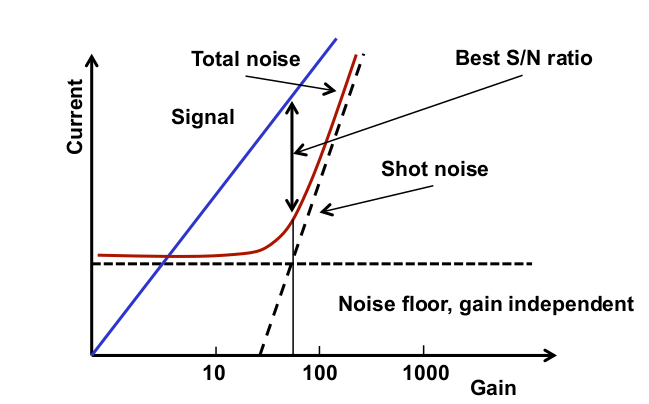 Total noise
Best S/N ratio
Signal
Current
Shot noise
Noise floor, gain independent
10
100
1000
Gain